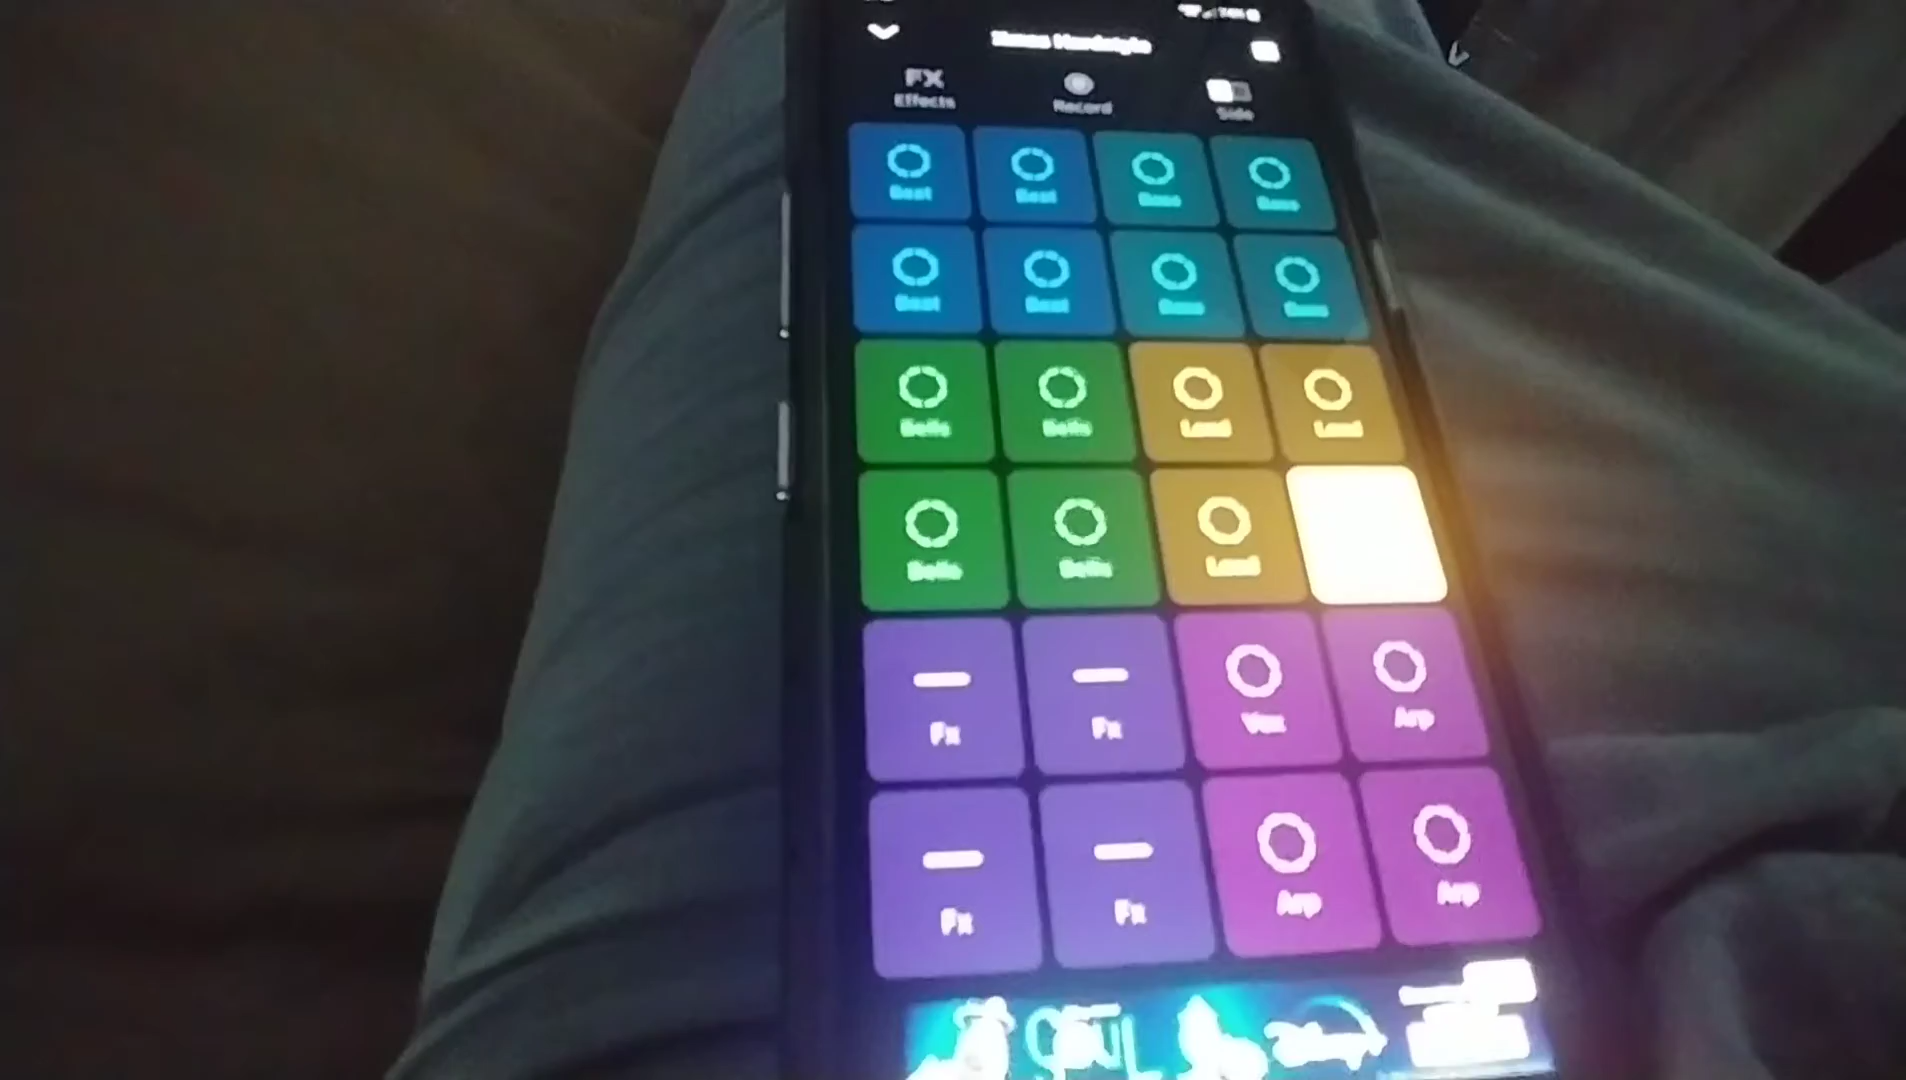 FX
Effects
Record
Side
Beat Beat Bass Bass
Beat Beat Bass
Bells Bells Lead Lead
Bells Bells Lead
Fx Fx Vox Arp
Fx Fx Arp Arp